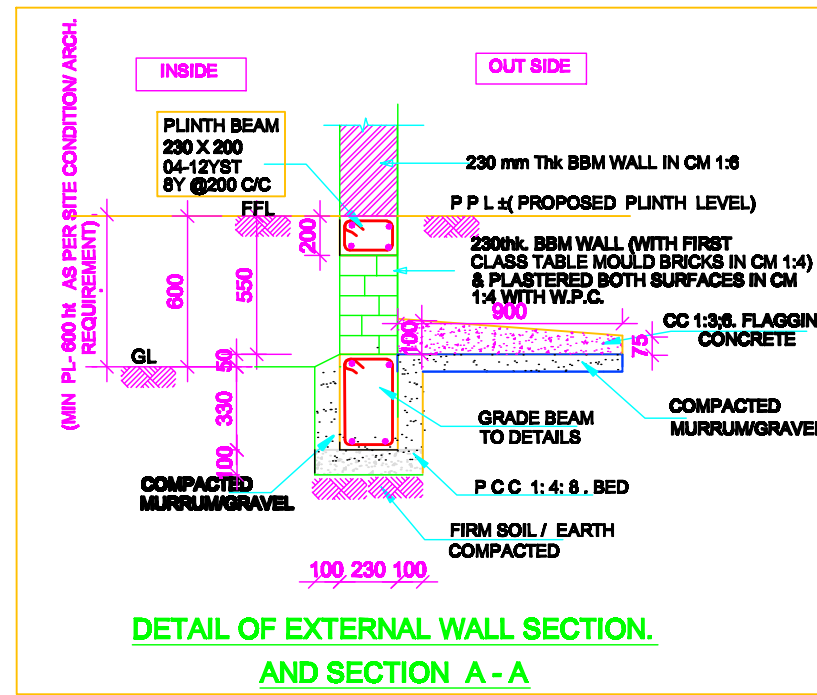 INSIDE
OUT SIDE
(MIN PL- 600 ht AS PER SITE CONDITION/ ARCH.
REQUIREMENT)
PLINTH BEAM
230 X 200
04-12YST
8Y @200 C/C
230 mm Thk BBM WALL IN CM 1:6
FFL
P P L ±( PROPOSED PLINTH LEVEL)
200
230thk. BBM WALL (WITH FIRST
CLASS TABLE MOULD BRICKS IN CM 1:4)
& PLASTERED BOTH SURFACES IN CM
1:4 WITH W.P.C.
600
550
900
100
CC 1:3;6. FLAGGIN
CONCRETE
75
GL
50
330
100
GRADE BEAM
TO DETAILS
COMPACTED
MURRUM/GRAVEL
COMPACTED
MURRUM/GRAVEL
P C C 1: 4: 8 . BED
FIRM SOIL / EARTH
COMPACTED
100 230 100
DETAIL OF EXTERNAL WALL SECTION.
AND SECTION A - A